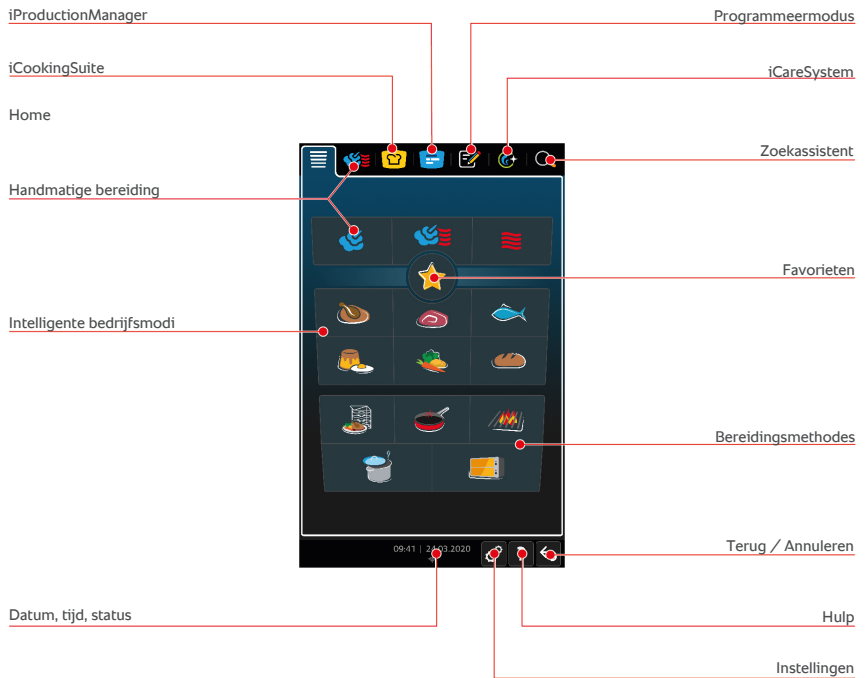 iProductionManager
Programmeermodus
iCookingSuite
iCareSystem
Home
Zoekassistent
Handmatige bereiding
Favorieten
Intelligente bedrijfsmodi
Bereidingsmethodes
09:41 | 24.03.2020
Terug / Annuleren
Datum, tijd, status
Hulp
Instellingen